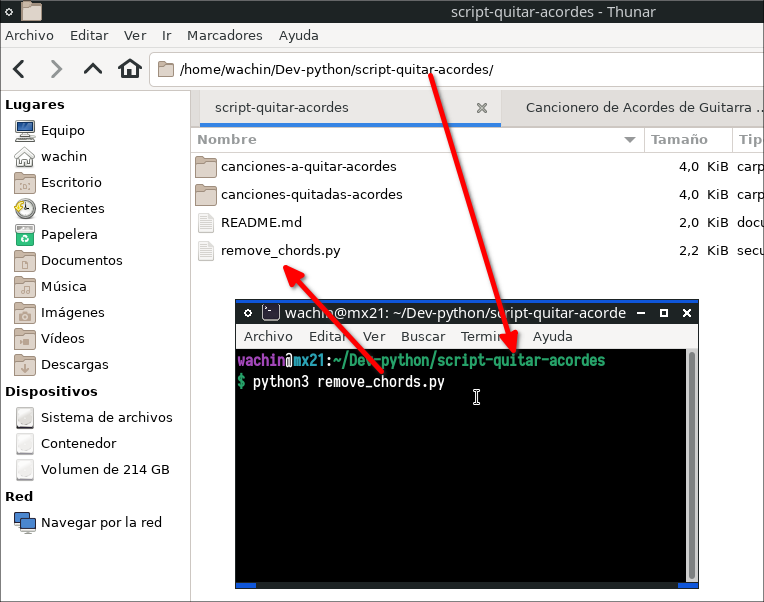 script-quitar-acordes - Thunar
Archivo Editar Ver Ir Marcadores Ayuda
/home/wachin/Dev-python/script-quitar-acordes/
Lugares
Equipo
wachin
Escritorio
Recientes
Papelera
Documentos
Música
Imágenes
Vídeos
Descargas
Dispositivos
Sistema de archivos
Contenedor
Volumen de 214 GB
Red
Navegar por la red
script-quitar-acordes Cancionero de Acordes de Guitarra ...
Nombre Tamaño Tip
canciones-a-quitar-acordes 4,0 KiB carp
canciones-quitadas-acordes 4,0 KiB carp
README.md 2,0 KiB docu
remove_chords.py 2,2 KiB secu
wachin@mx21: ~/Dev-python/script-quitar-acorde
Archivo Editar Ver Buscar Termin Ayuda
wachin@mx21:~/Dev-python/script-quitar-acordes
$ python3 remove_chords.py